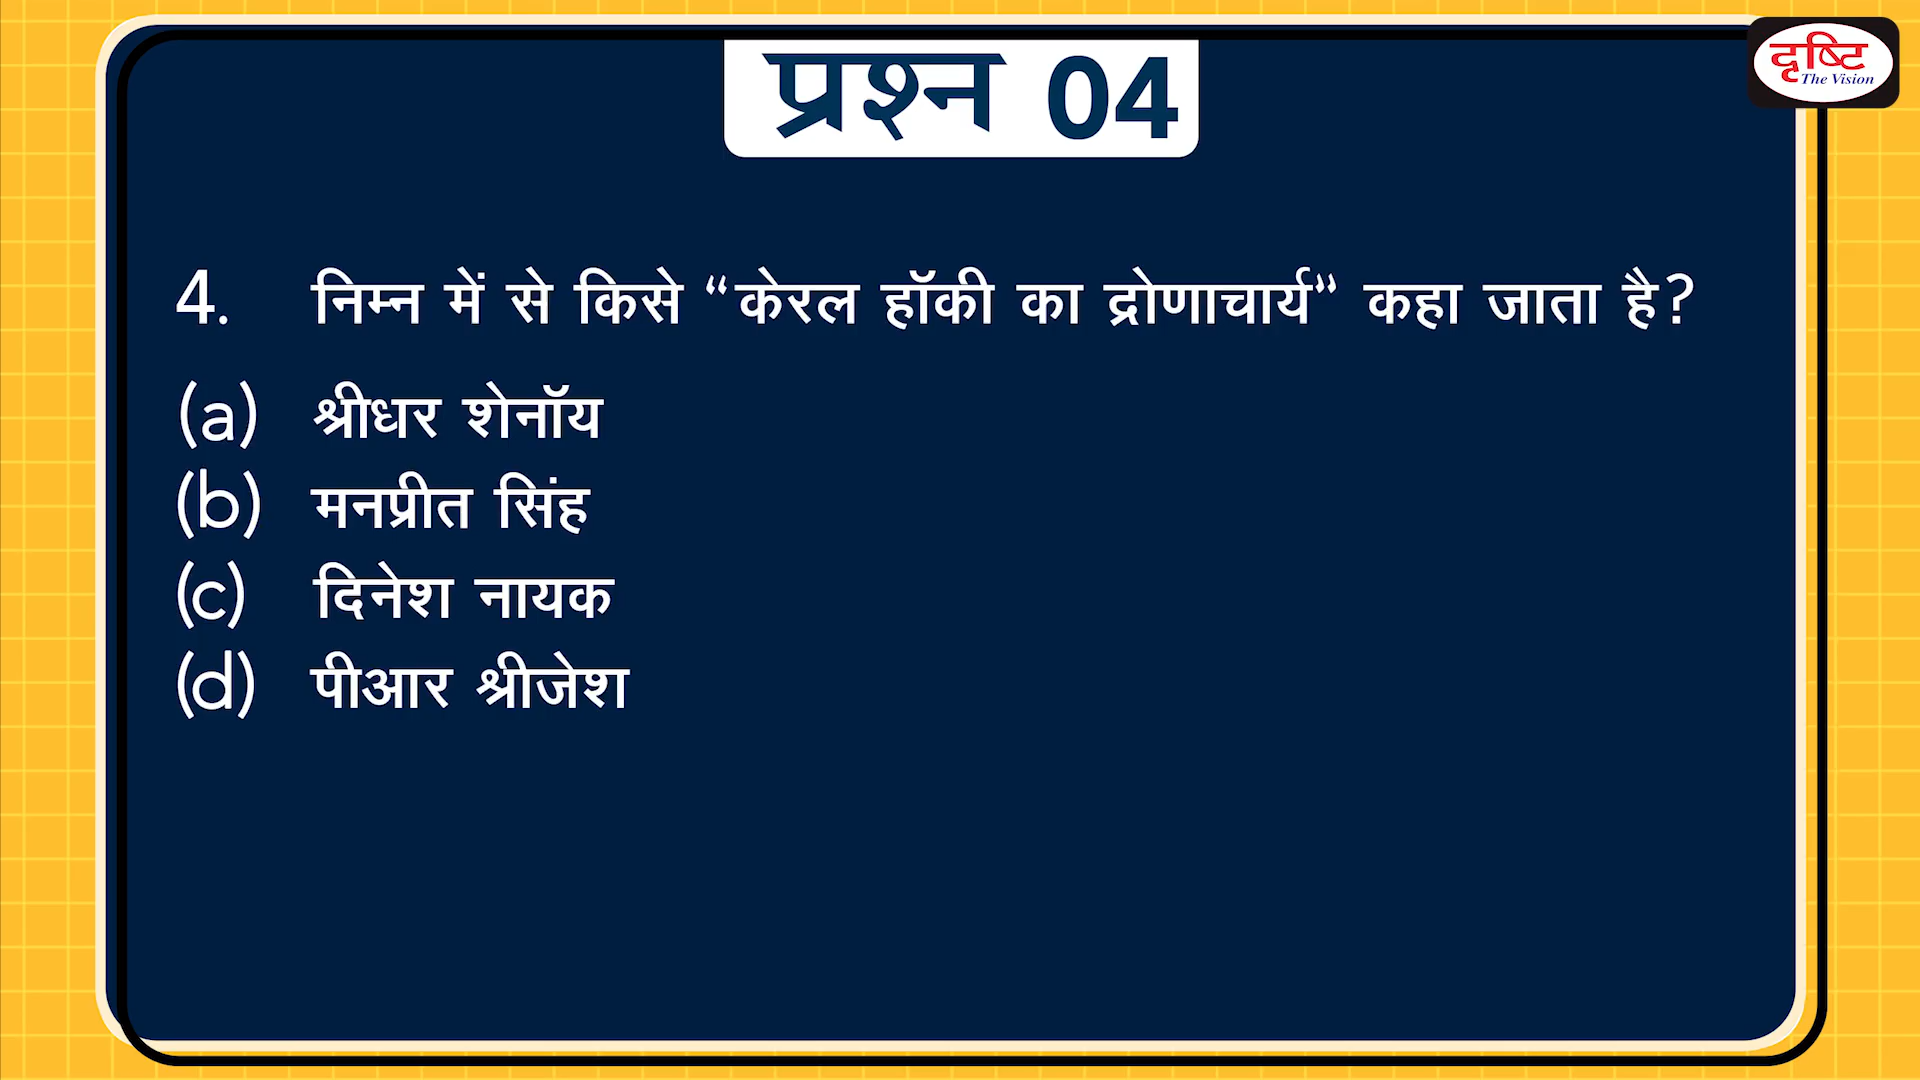 दृष्टि
The Vision
प्रश्न 04
4. निम्न में से किसे “केरल हॉकी का द्रोणाचार्य” कहा जाता है?
(a) श्रीधर शेनॉय
(b) मनप्रीत सिंह
(c) दिनेश नायक
(d) पीआर श्रीजेश